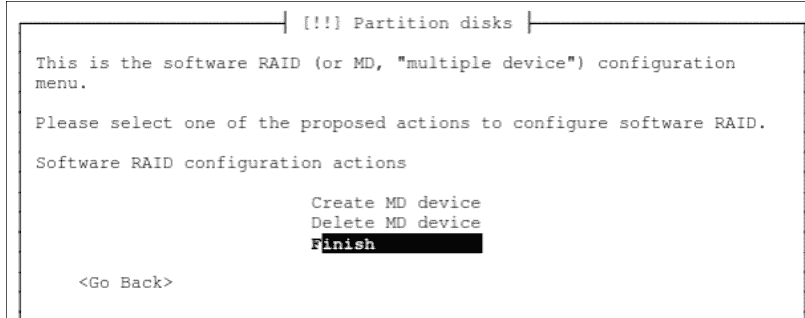 [!!] Partition disks
This is the software RAID (or MD, "multiple device") configuration
menu.
Please select one of the proposed actions to configure software RAID.
Software RAID configuration actions
Create MD device
Delete MD device
Finish
<Go Back>